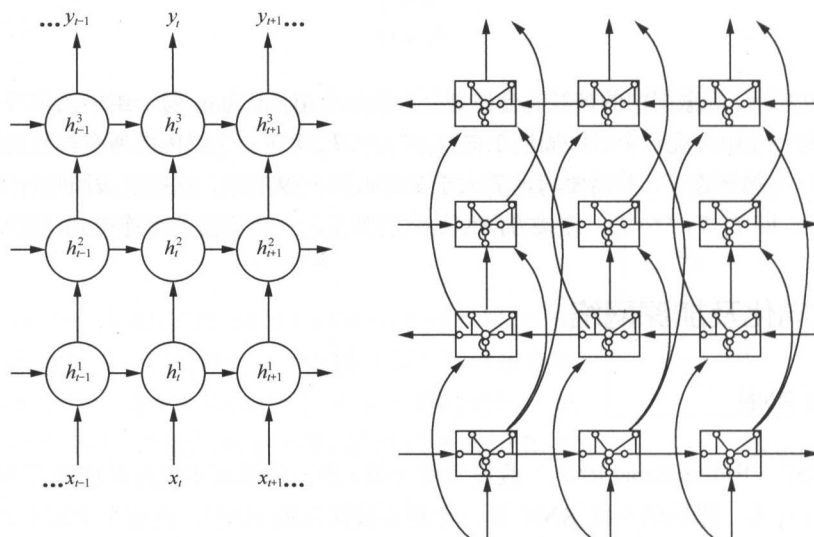 ...y_{t-1} y_t y_{t+1}...
h^3_{t-1} h^3_t h^3_{t+1}
h^2_{t-1} h^2_t h^2_{t+1}
h^1_{t-1} h^1_t h^1_{t+1}
...x_{t-1} x_t x_{t+1}...